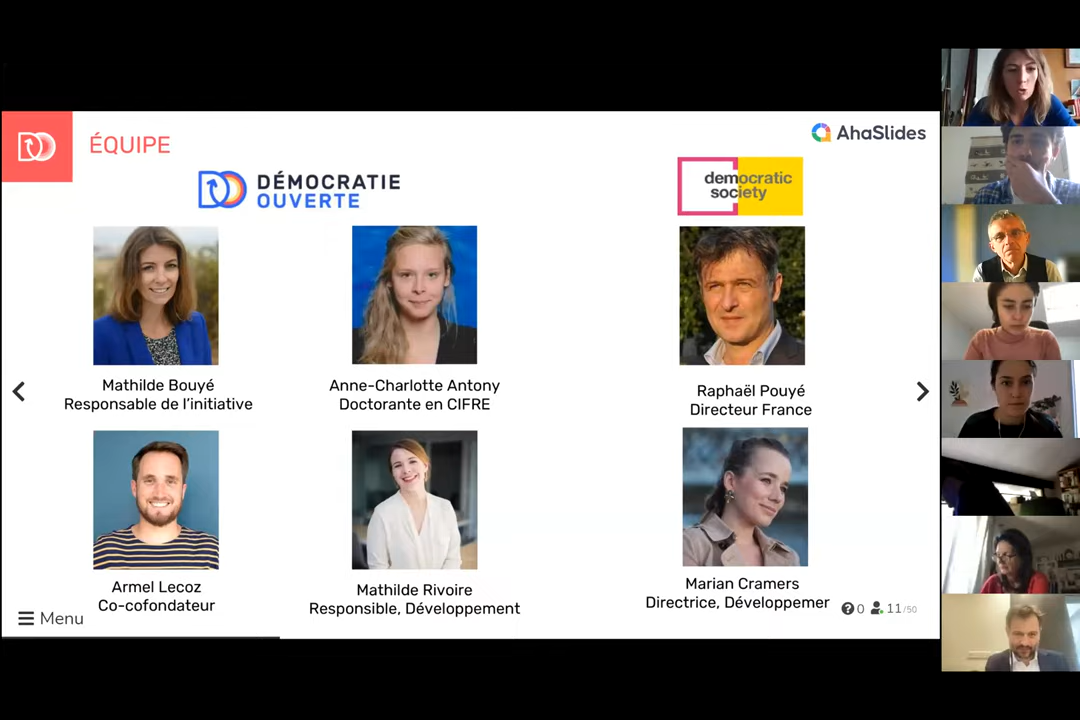 ÉQUIPE
AhaSlides
DÉMOCRATIE
OUVERTE
democratic
society
Mathilde Bouyé
Responsable de l'initiative
Anne-Charlotte Antony
Doctorante en CIFRE
Raphaël Pouyé
Directeur France
Armel Lecoz
Co-cofondateur
Mathilde Rivoire
Responsible, Développement
Marian Cramers
Directrice, Développemer
Menu
0
11/50